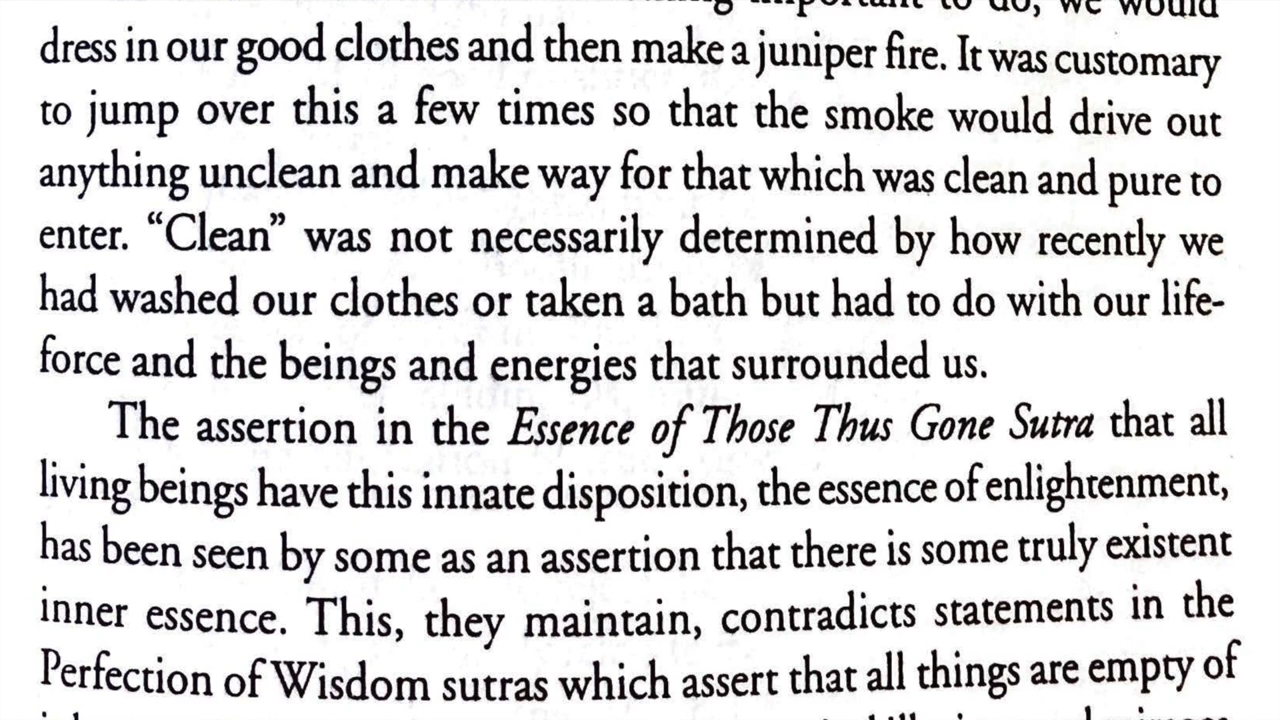 important to do, we would
dress in our good clothes and then make a juniper fire. It was customary
to jump over this a few times so that the smoke would drive out
anything unclean and make way for that which was clean and pure to
enter. “Clean” was not necessarily determined by how recently we
had washed our clothes or taken a bath but had to do with our life-
force and the beings and energies that surrounded us.
The assertion in the Essence of Those Thus Gone Sutra that all
living beings have this innate disposition, the essence of enlightenment,
has been seen by some as an assertion that there is some truly existent
inner essence. This, they maintain, contradicts statements in the
Perfection of Wisdom sutras which assert that all things are empty of